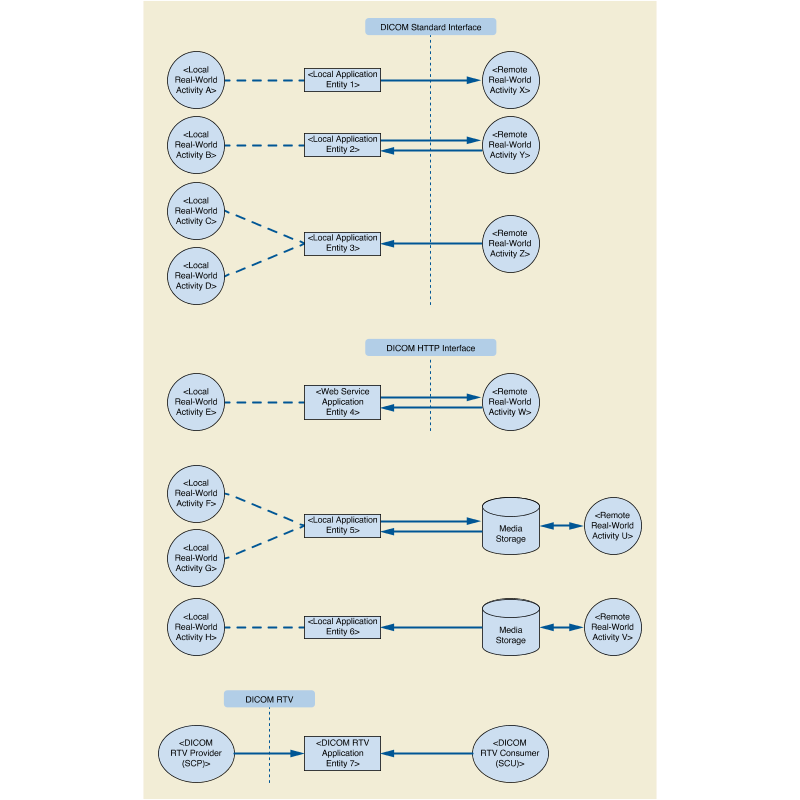 DICOM Standard Interface
<Local
Real-World
Activity A>
<Local Application
Entity 1>
<Remote
Real-World
Activity X>
<Local
Real-World
Activity B>
<Local Application
Entity 2>
<Remote
Real-World
Activity Y>
<Local
Real-World
Activity C>
<Local Application
Entity 3>
<Remote
Real-World
Activity Z>
<Local
Real-World
Activity D>
DICOM HTTP Interface
<Local
Real-World
Activity E>
<Web Service
Application
Entity 4>
<Remote
Real-World
Activity W>
<Local
Real-World
Activity F>
<Local Application
Entity 5>
Media
Storage
<Remote
Real-World
Activity U>
<Local
Real-World
Activity G>
<Local
Real-World
Activity H>
<Local Application
Entity 6>
Media
Storage
<Remote
Real-World
Activity V>
DICOM RTV
<DICOM
RTV Provider
(SCP)>
<DICOM RTV
Application
Entity 7>
<DICOM
RTV Consumer
(SCU)>